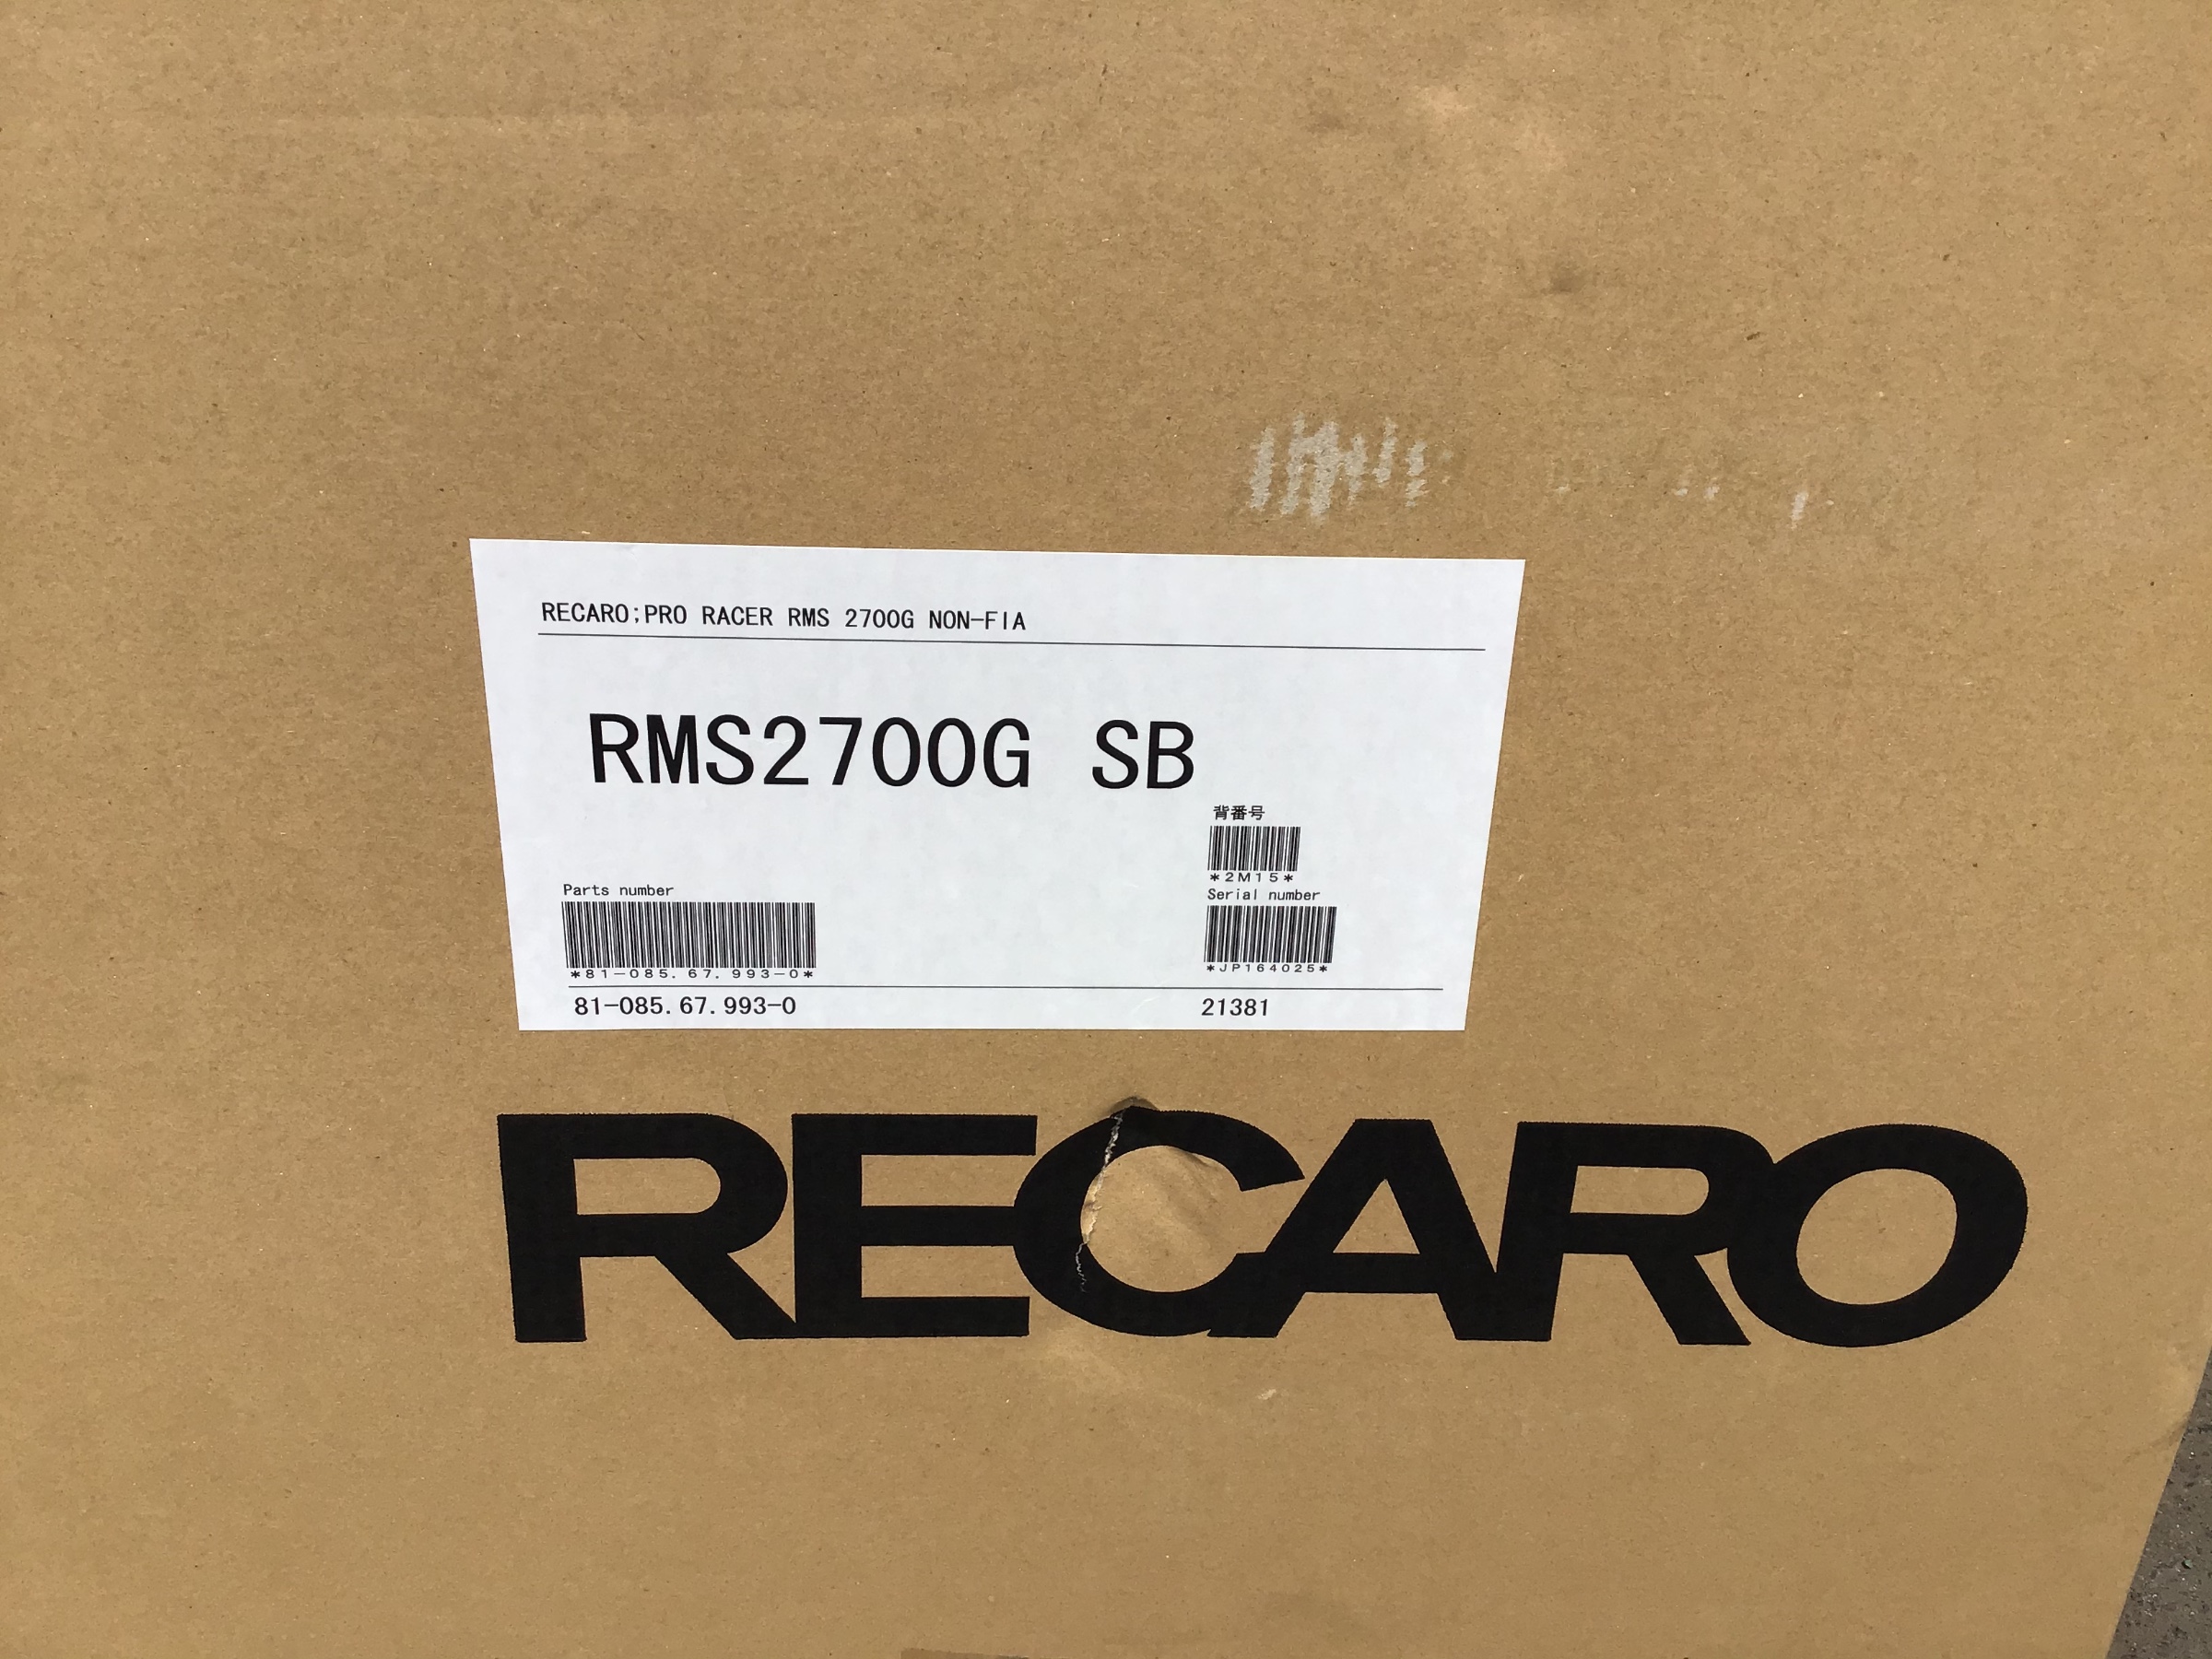 RECARO;PRO RACER RMS 2700G NON-FIA
RMS2700G SB
背番号
*2M15*
Parts number
Serial number
*81-085.67.993-0*
*JP164025*
81-085.67.993-0
21381
RECARO